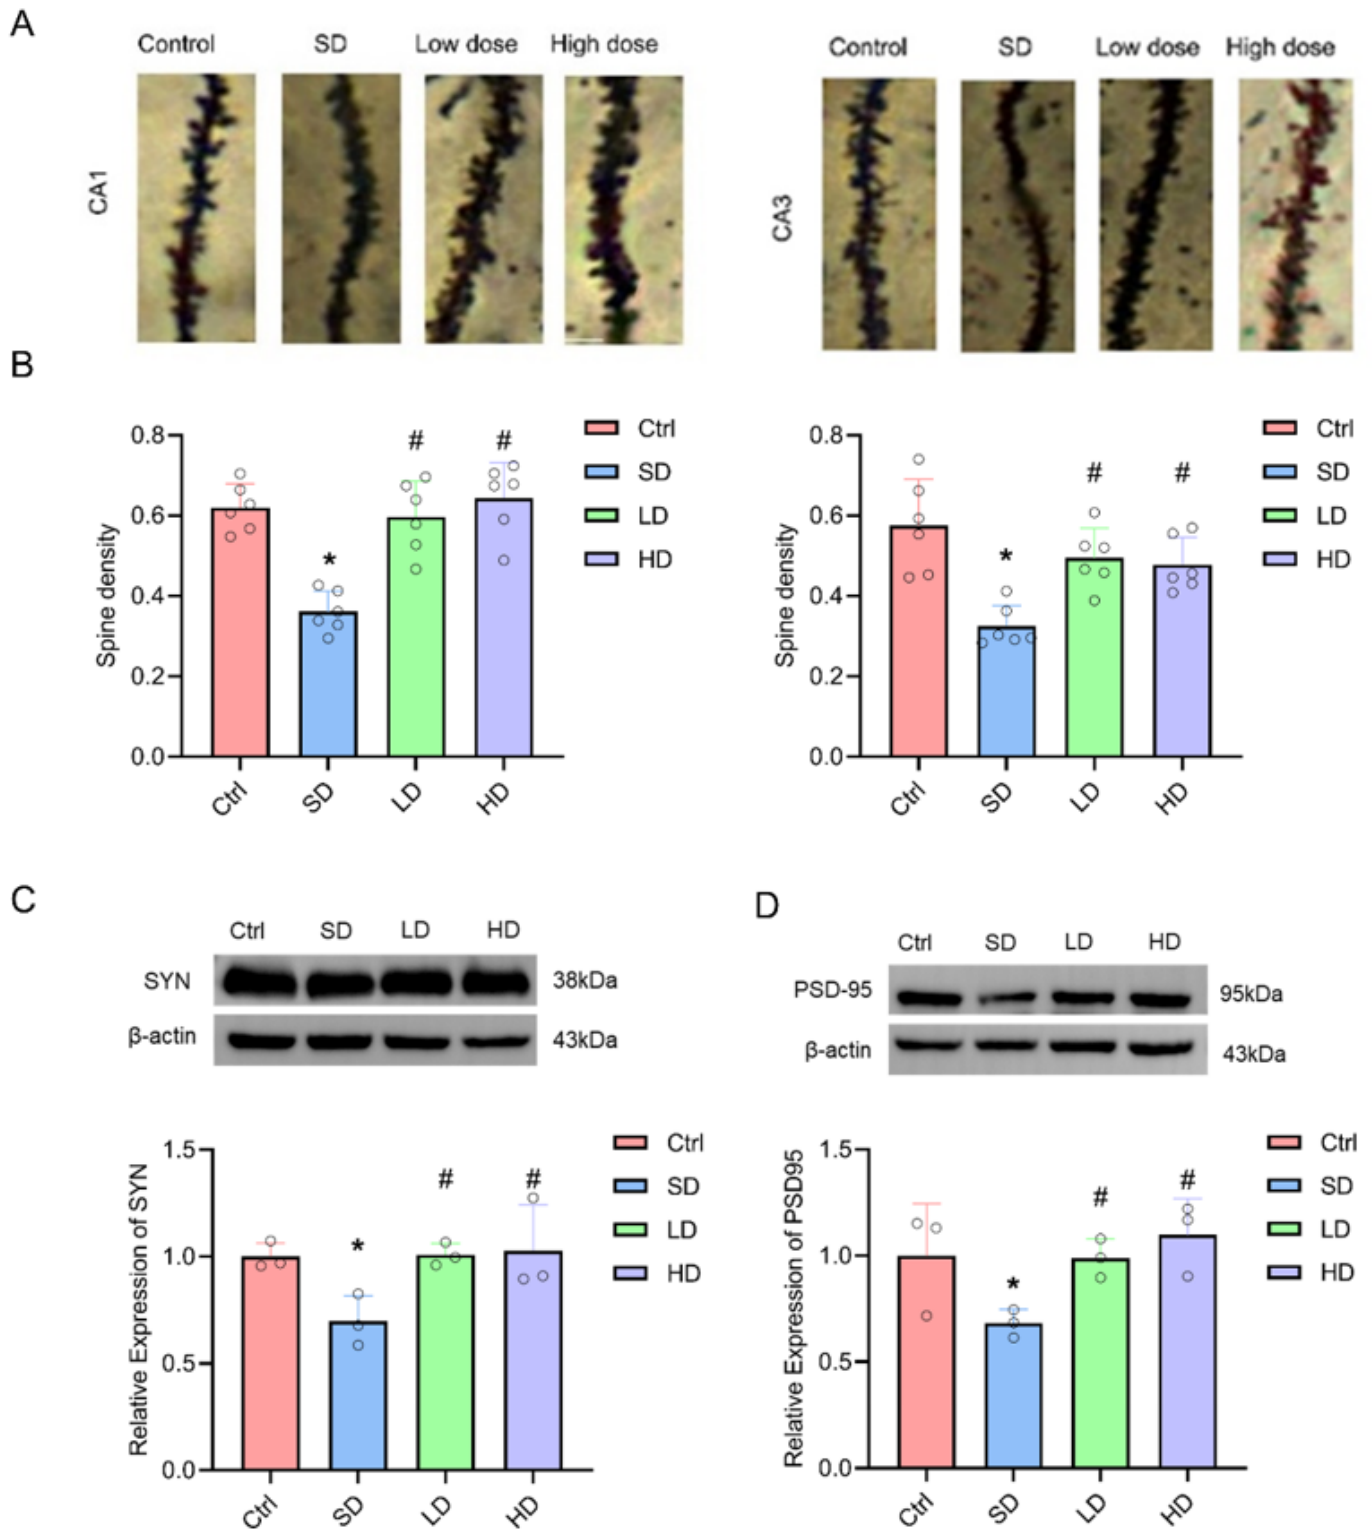 A
Control SD Low dose High dose
CA1
Control SD Low dose High dose
CA3
B
Spine density
0.8
0.6
0.4
0.2
0.0
Ctrl SD LD HD
* # #
Ctrl
SD
LD
HD
Spine density
0.8
0.6
0.4
0.2
0.0
Ctrl SD LD HD
* # #
Ctrl
SD
LD
HD
C
Ctrl SD LD HD
SYN 38kDa
β-actin 43kDa
Relative Expression of SYN
1.5
1.0
0.5
0.0
Ctrl SD LD HD
* # #
Ctrl
SD
LD
HD
D
Ctrl SD LD HD
PSD-95 95kDa
β-actin 43kDa
Relative Expression of PSD95
1.5
1.0
0.5
0.0
Ctrl SD LD HD
* # #
Ctrl
SD
LD
HD